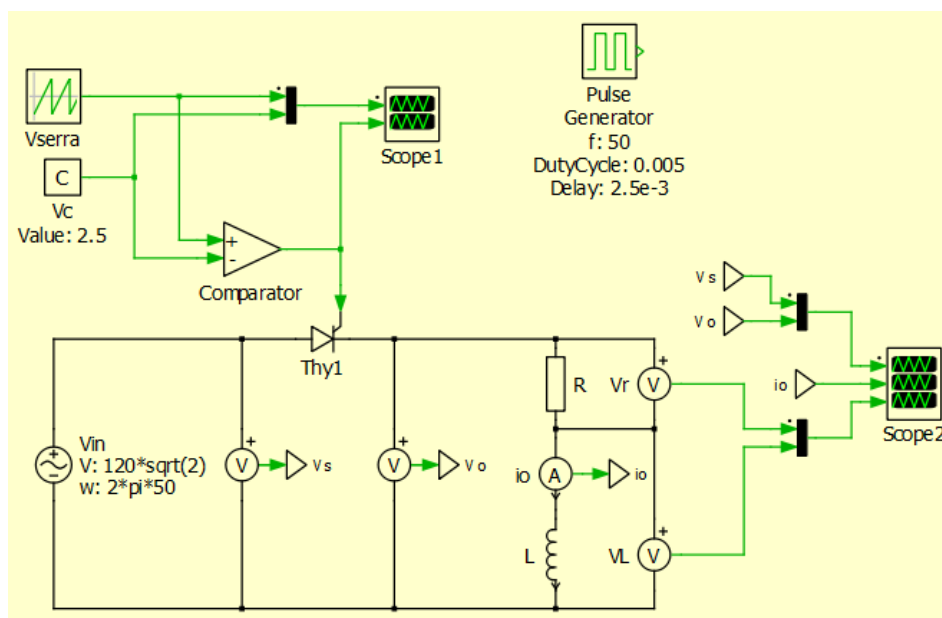 Vserra
C
Vc
Value: 2.5
+
-
Comparator
Scope1
Pulse
Generator
f: 50
DutyCycle: 0.005
Delay: 2.5e-3
Thy1
Vin
V: 120*sqrt(2)
w: 2*pi*50
+
V
Vs
+
V
Vo
R
Vr
+
V
io
A
io
L
VL
+
V
Vs
Vo
io
Scope2